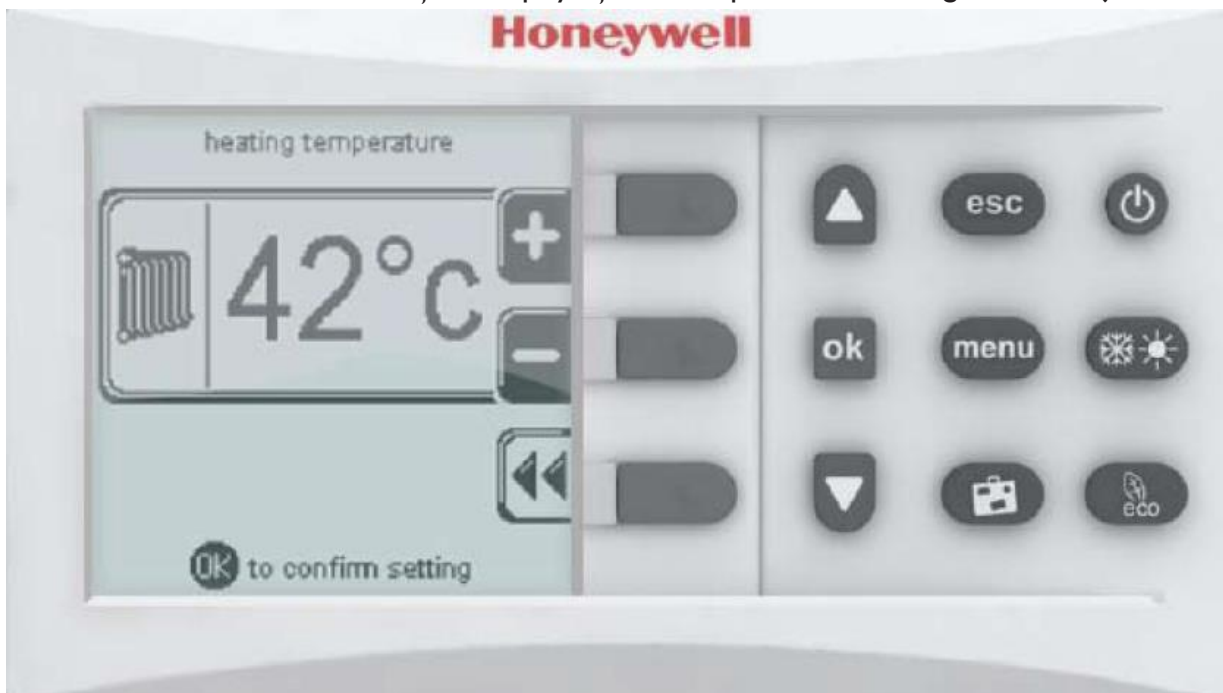 Honeywell
heating temperature
42°C
OK to confirm setting
esc
ok
menu
eco